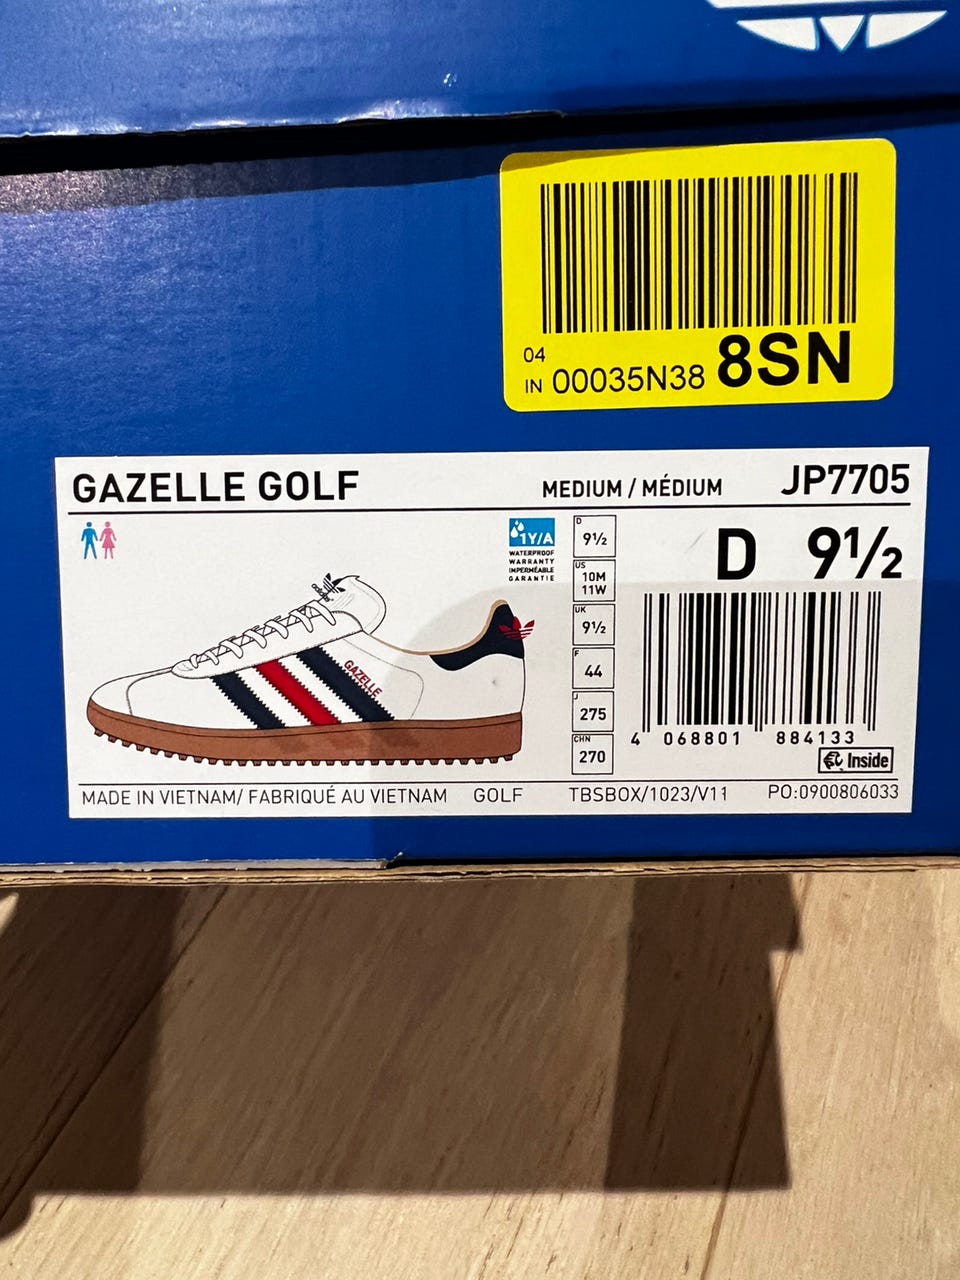 04
IN 00035N38 8SN
GAZELLE GOLF MEDIUM / MÉDIUM JP7705
1Y/A
WATERPROOF
WARRANTY
IMPERMÉABLE
GARANTIE
D 9½
US 10M 11W
UK 9½
F 44
J 275
CHN 270
D 9½
4 068801 884133
Inside
adidas
GAZELLE
MADE IN VIETNAM/ FABRIQUÉ AU VIETNAM GOLF TBSBOX/1023/V11 PO:0900806033